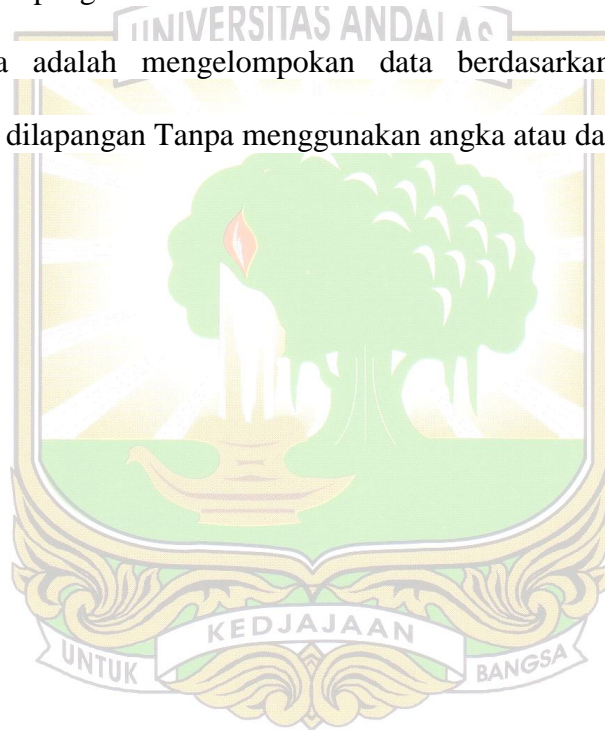 UNIVERSITAS ANDALAS
a adalah mengelompokan data berdasarkan
dilapangan Tanpa menggunakan angka atau da
KEDJAJAAN
UNTUK
BANGSA